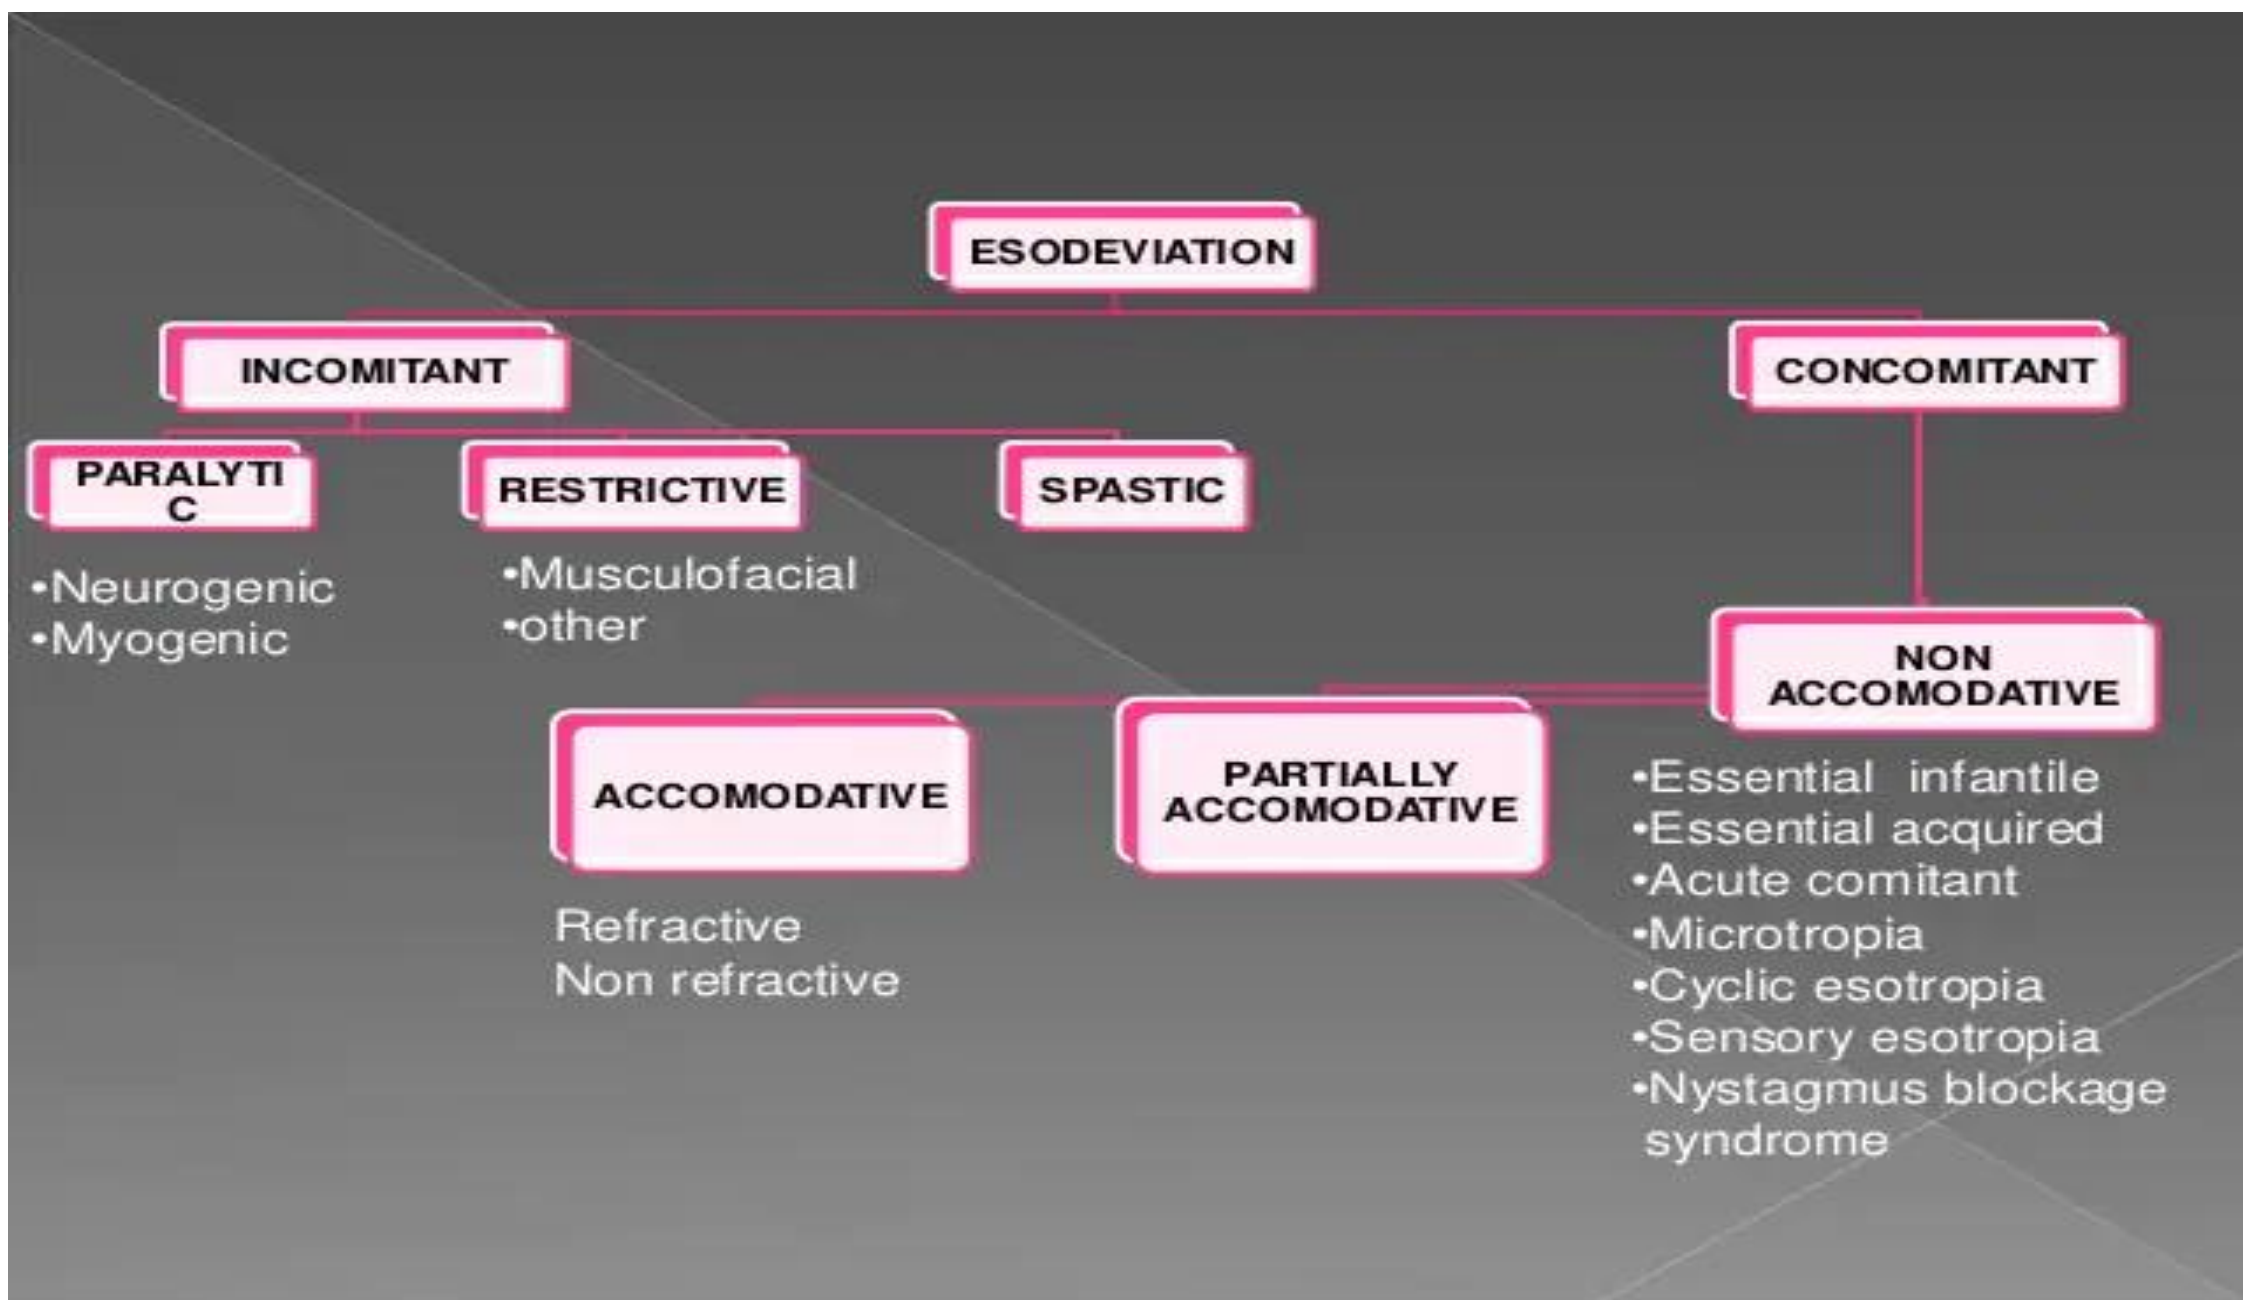 ESODEVIATION
INCOMITANT
CONCOMITANT
PARALYTI
C
RESTRICTIVE
SPASTIC
•Neurogenic
•Myogenic
•Musculofacial
•other
NON
ACCOMODATIVE
ACCOMODATIVE
PARTIALLY
ACCOMODATIVE
Refractive
Non refractive
•Essential infantile
•Essential acquired
•Acute comitant
•Microtropia
•Cyclic esotropia
•Sensory esotropia
•Nystagmus blockage
syndrome